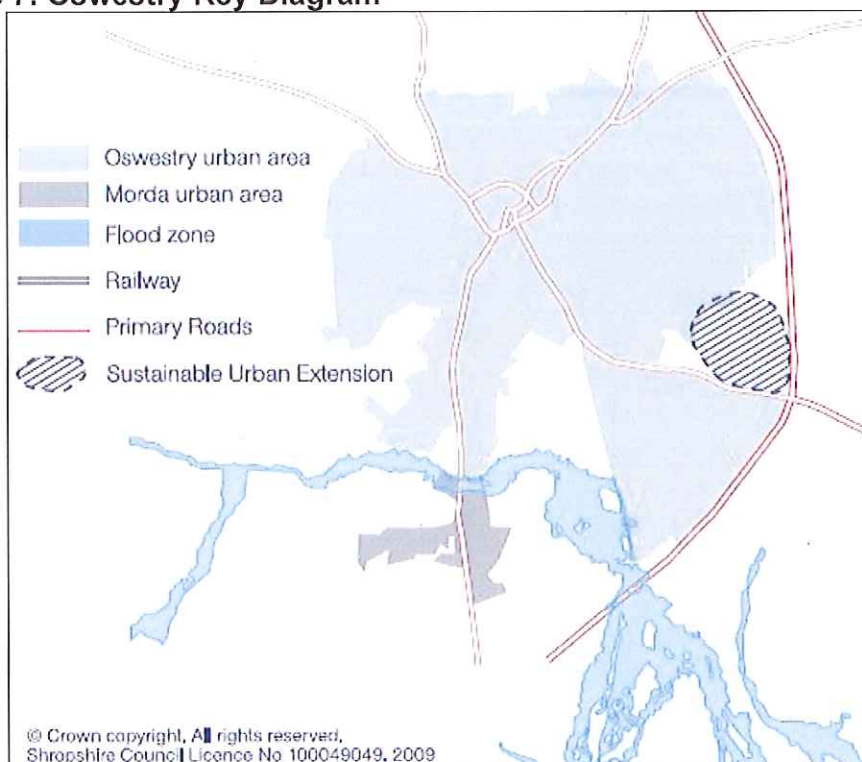 7: Oswestry Key Diagram
Oswestry urban area
Morda urban area
Flood zone
Railway
Primary Roads
Sustainable Urban Extension
© Crown copyright, All rights reserved,
Shropshire Council Licence No 100049049, 2009